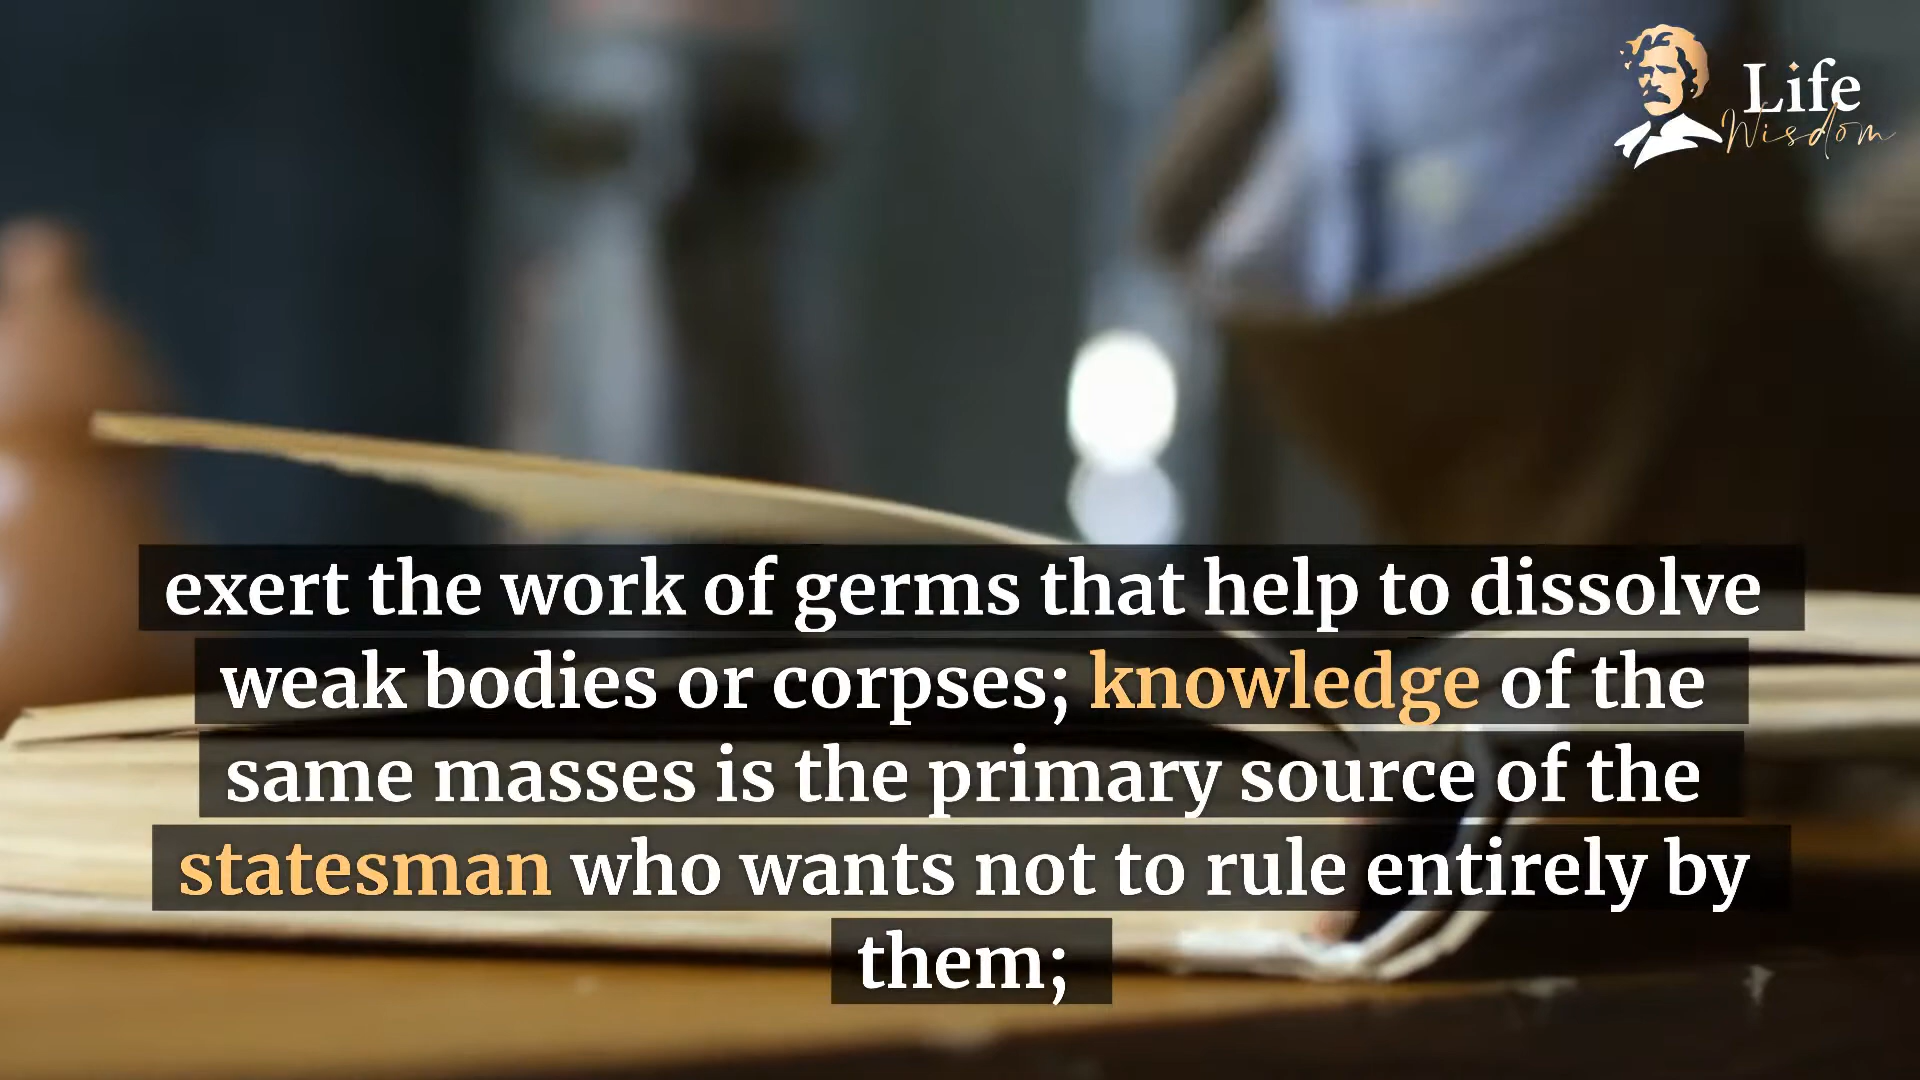 Life
Wisdom
exert the work of germs that help to dissolve
weak bodies or corpses; knowledge of the
same masses is the primary source of the
statesman who wants not to rule entirely by
them;